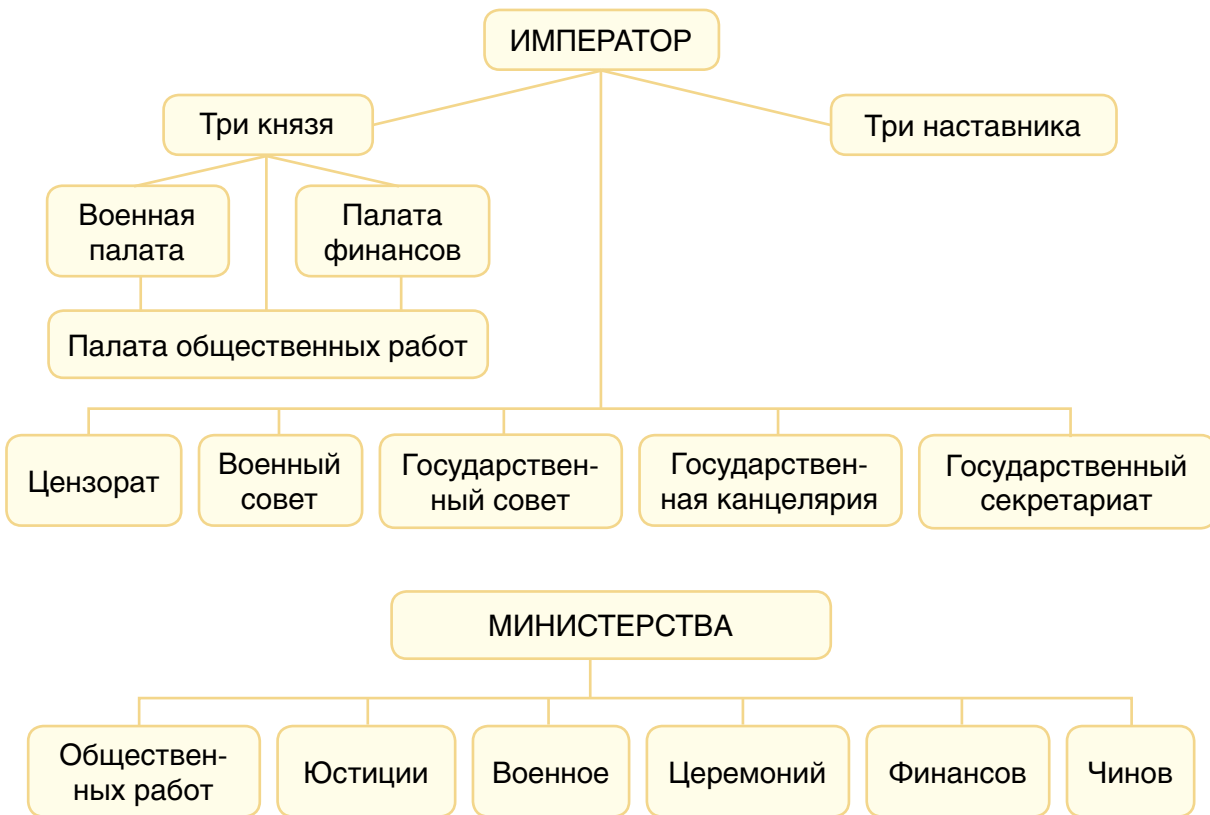 ИМПЕРАТОР
Три князя
Три наставника
Военная
палата
Палата
финансов
Палата общественных работ
Цензорат
Военный
совет
Государствен-
ный совет
Государствен-
ная канцелярия
Государственный
секретариат
МИНИСТЕРСТВА
Обществен-
ных работ
Юстиции
Военное
Церемоний
Финансов
Чинов